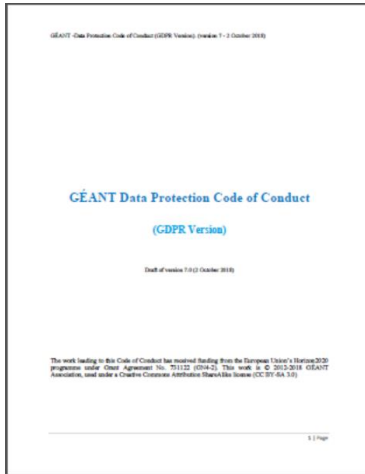 GÉANT -Data Protection Code of Conduct (GDPR Version): (version 7 - 2 October 2018)
GÉANT Data Protection Code of Conduct
(GDPR Version)
Draft of version 7.0 (2 October 2018)
The work leading to this Code of Conduct has received funding from the European Union's Horizon2020
programme under Grant Agreement No. 731122 (GN4-2). This work is © 2012-2018 GÉANT
Association, used under a Creative Commons Attribution ShareAlike license (CC BY-SA 3.0)
1 | Page